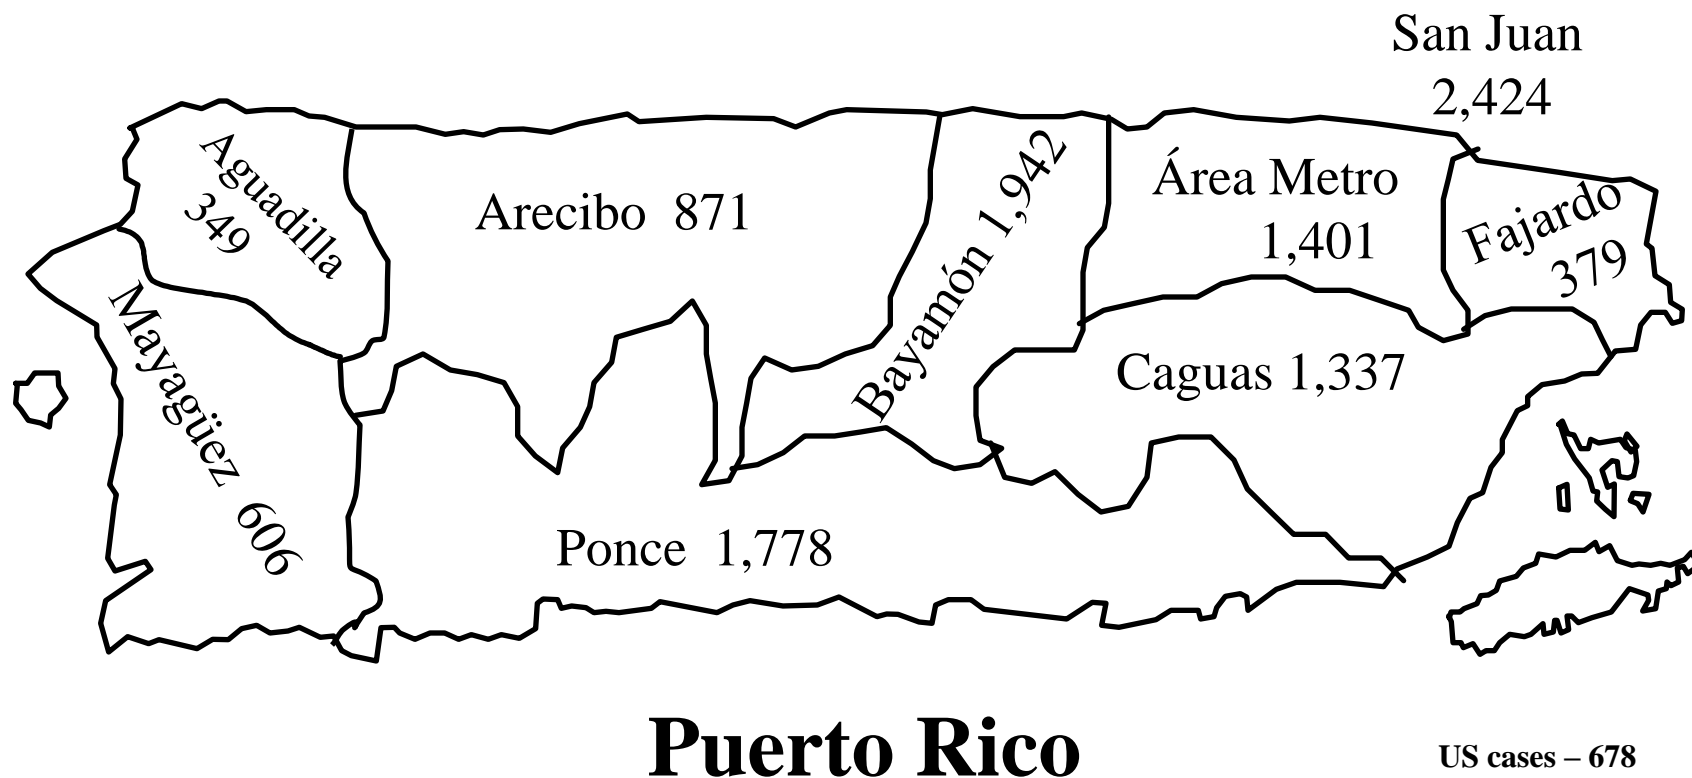 San Juan
2,424
Aguadilla
349
Arecibo 871
Bayamón 1,942
Área Metro
1,401
Fajardo
379
Mayagüez 606
Caguas 1,337
Ponce 1,778
Puerto Rico
US cases – 678